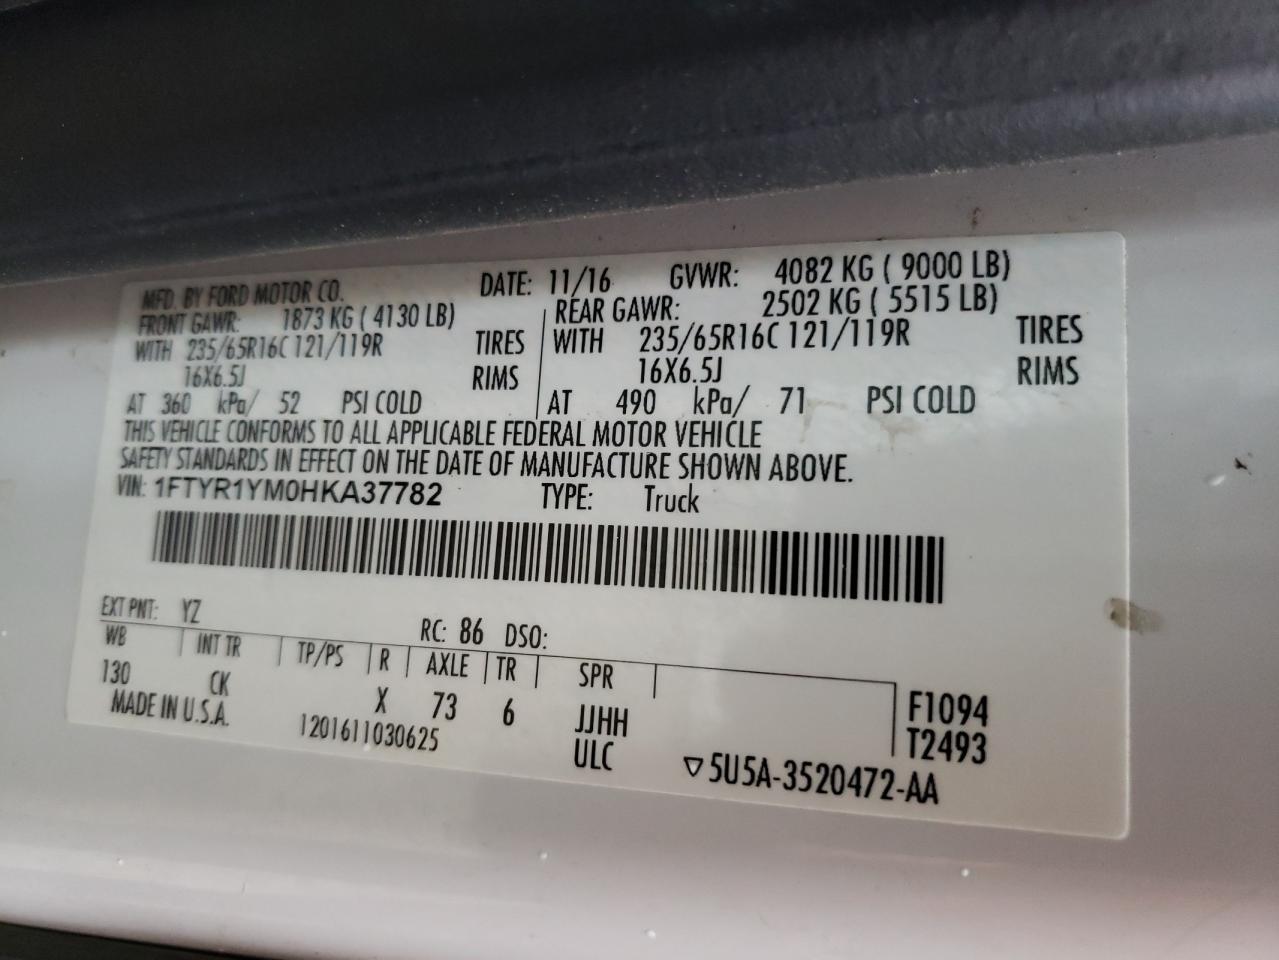 MFD. BY FORD MOTOR CO. DATE: 11/16 GVWR: 4082 KG ( 9000 LB)
FRONT GAWR: 1873 KG ( 4130 LB) REAR GAWR: 2502 KG ( 5515 LB)
WITH 235/65R16C 121/119R TIRES WITH 235/65R16C 121/119R TIRES
16X6.5J RIMS 16X6.5J RIMS
AT 360 kPa/ 52 PSI COLD AT 490 kPa/ 71 PSI COLD
THIS VEHICLE CONFORMS TO ALL APPLICABLE FEDERAL MOTOR VEHICLE
SAFETY STANDARDS IN EFFECT ON THE DATE OF MANUFACTURE SHOWN ABOVE.
VIN: 1FTYR1YM0HKA37782 TYPE: Truck
EXT PNT: YZ RC: 86 DSO:
WB INT TR TP/PS R AXLE TR SPR
130 CK X 73 6 JJHH F1094
MADE IN U.S.A. 1201611030625 ULC T2493
▽5U5A-3520472-AA